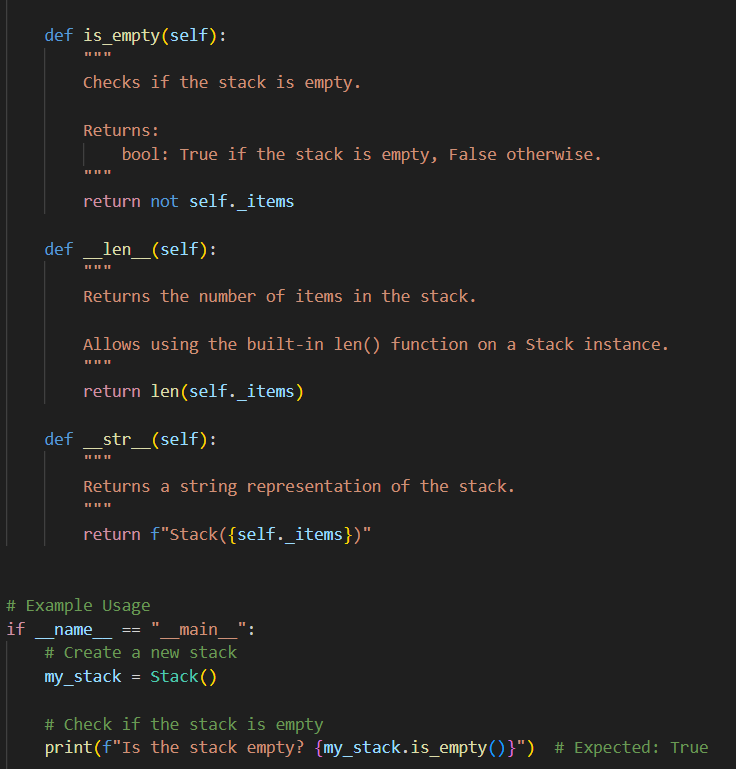 def is_empty(self):
"""
Checks if the stack is empty.
Returns:
bool: True if the stack is empty, False otherwise.
"""
return not self._items
def __len__(self):
"""
Returns the number of items in the stack.
Allows using the built-in len() function on a Stack instance.
"""
return len(self._items)
def __str__(self):
"""
Returns a string representation of the stack.
"""
return f"Stack({self._items})"
# Example Usage
if __name__ == "__main__":
# Create a new stack
my_stack = Stack()
# Check if the stack is empty
print(f"Is the stack empty? {my_stack.is_empty()}")  # Expected: True